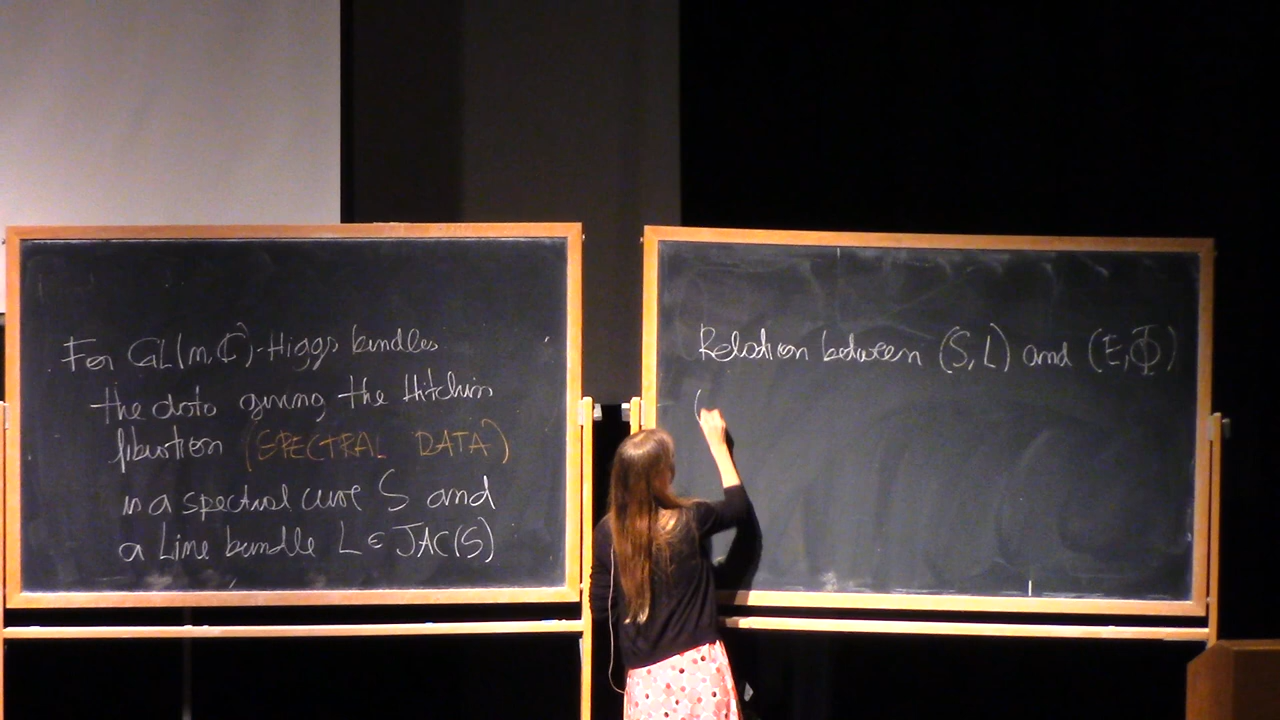 For GL(n,ℂ)-Higgs bundles
the data giving the Hitchin
fibration (SPECTRAL DATA)
is a spectral curve S and
a Line bundle L ∈ JAC(S)
Relation between (S,L) and (E,Φ)
(